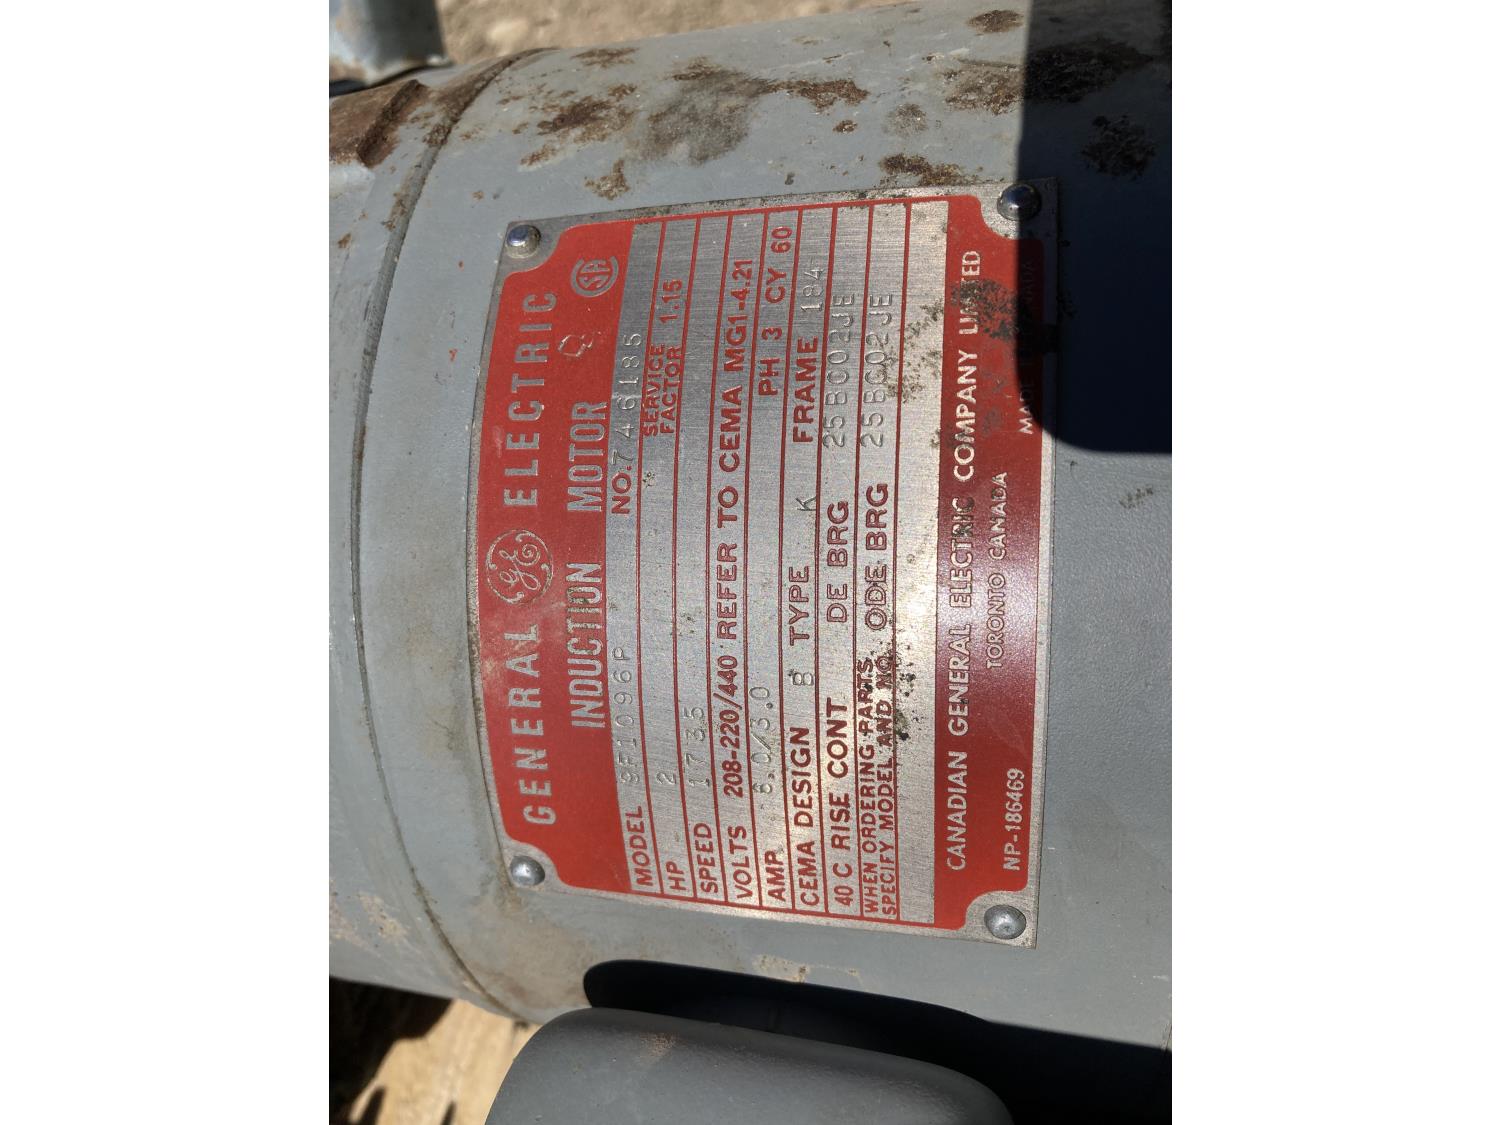 GENERAL GE ELECTRIC
INDUCTION MOTOR
MODEL 9F1096P NO. 746185
HP 2 SERVICE FACTOR 1.15
SPEED 1735
VOLTS 208-220/440 REFER TO CEMA MG1-4.21
AMP 6.0/3.0 PH 3 CY 60
CEMA DESIGN B TYPE K FRAME 184
40 C RISE CONT DE BRG 25BC02JE
WHEN ORDERING PARTS
SPECIFY MODEL AND NO. ODE BRG 25BC02JE
CANADIAN GENERAL ELECTRIC COMPANY LIMITED
NP-186469 TORONTO CANADA